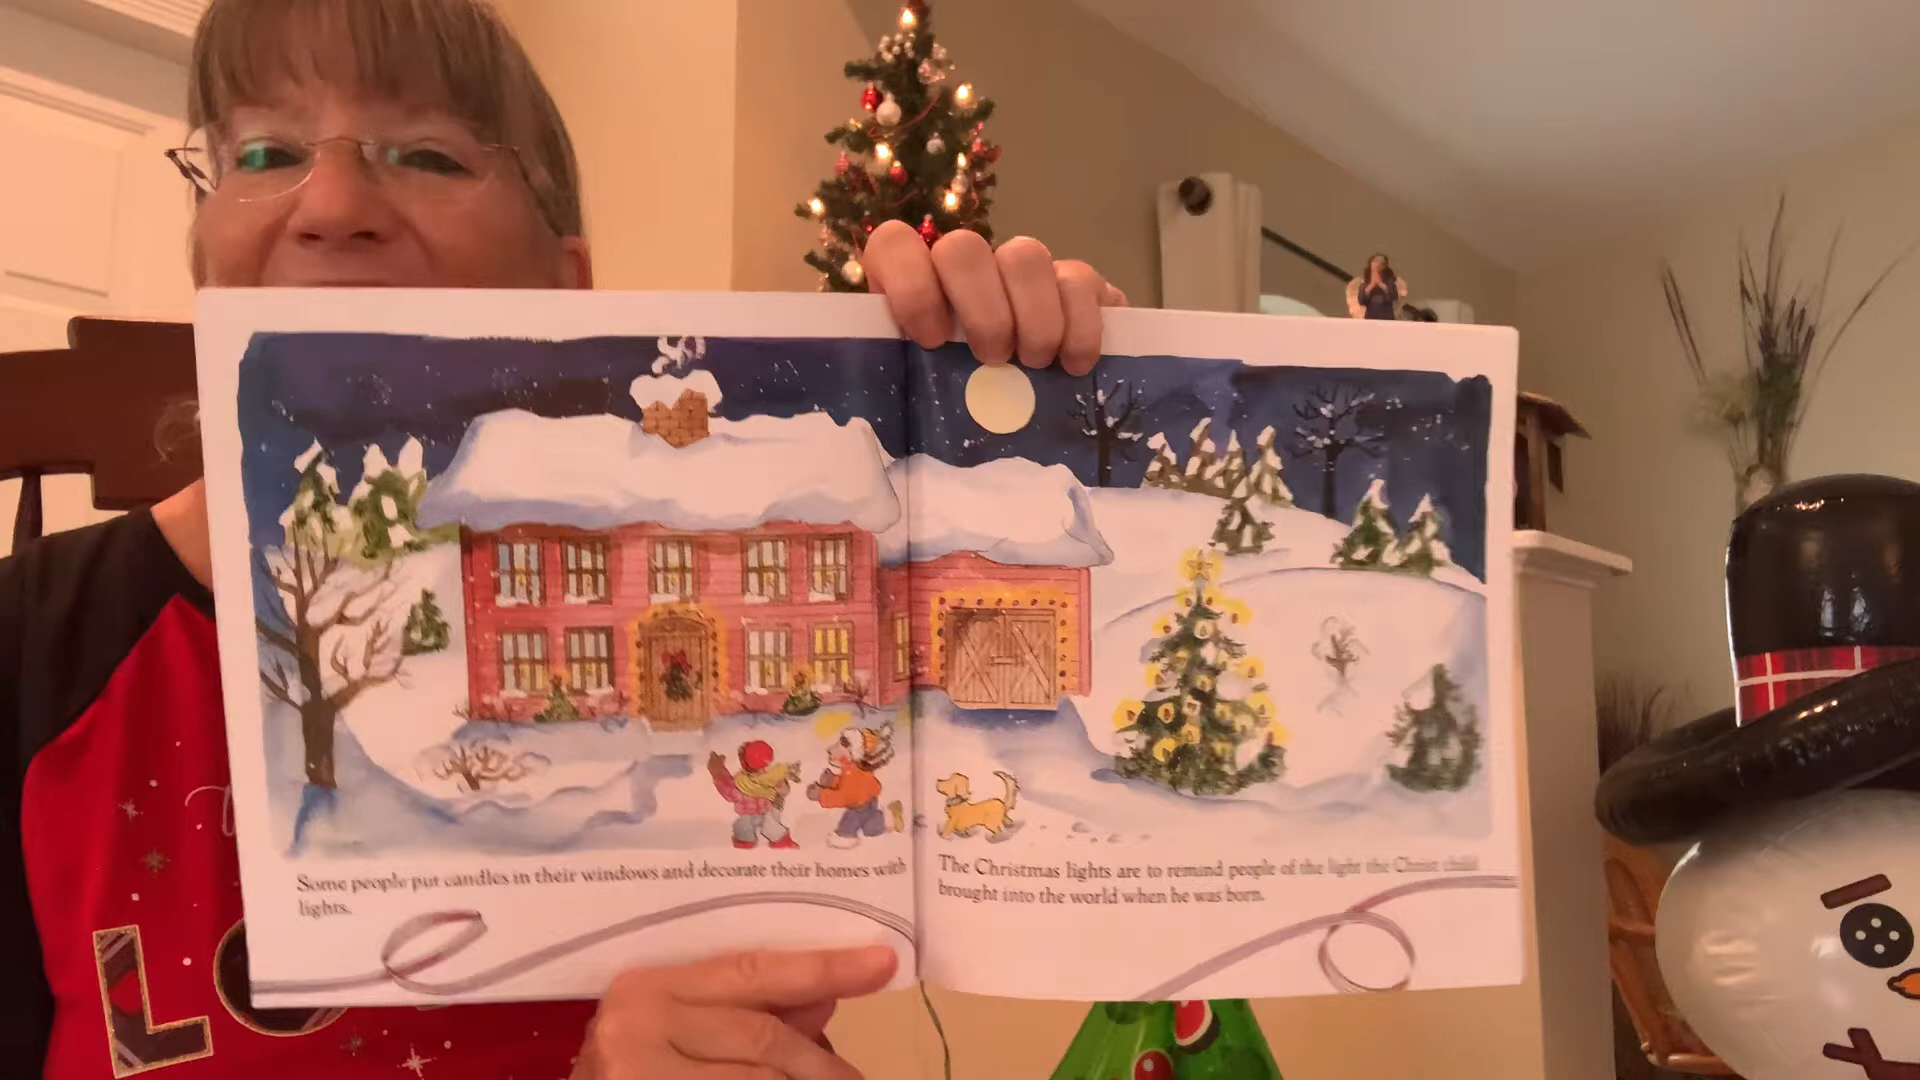 Some people put candles in their windows and decorate their homes with
lights.
The Christmas lights are to remind people of the light the Christ child
brought into the world when he was born.
LO